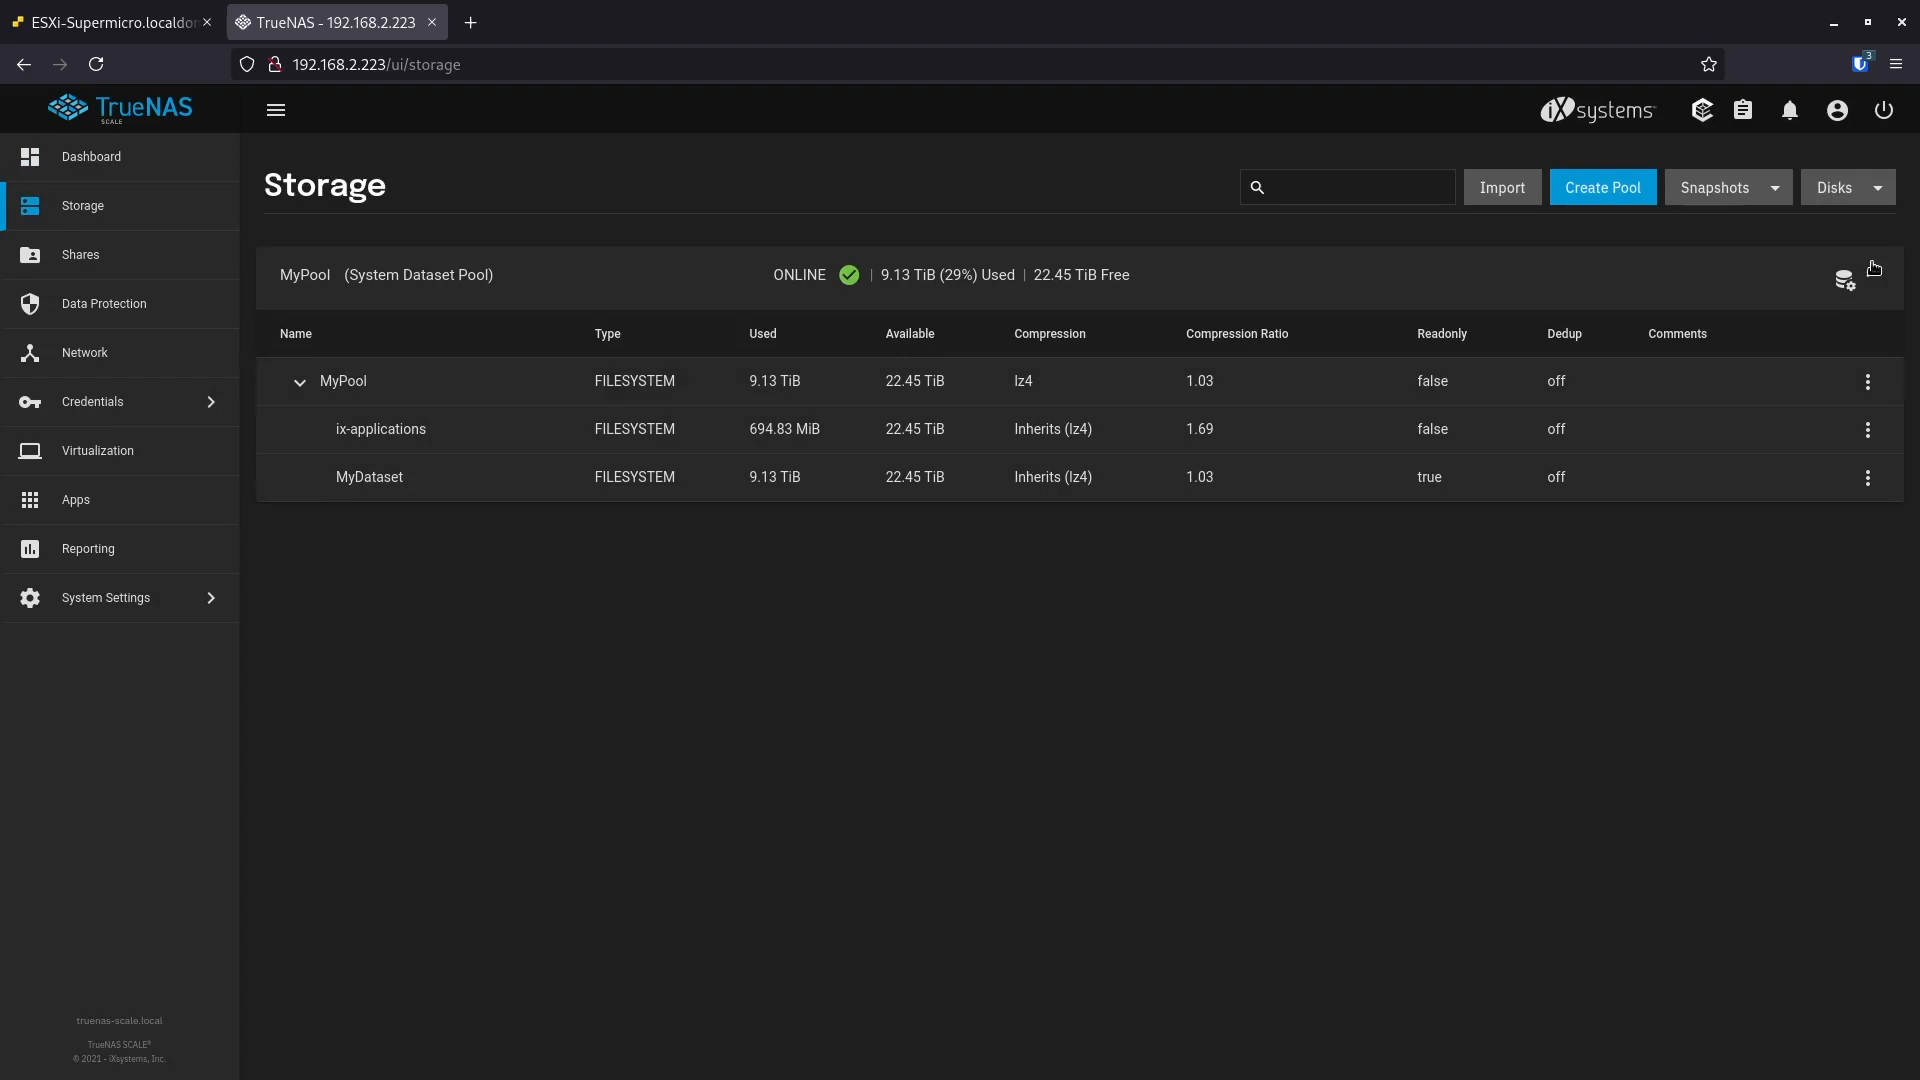 ESXi-Supermicro.localdo
TrueNAS - 192.168.2.223
192.168.2.223/ui/storage
3
TrueNAS
SCALE
iXsystems
Dashboard
Storage
Shares
Data Protection
Network
Credentials
Virtualization
Apps
Reporting
System Settings
truenas-scale.local
TrueNAS SCALE®
© 2021 - iXsystems, Inc.
Storage
Import
Create Pool
Snapshots
Disks
MyPool (System Dataset Pool) ONLINE | 9.13 TiB (29%) Used | 22.45 TiB Free
Name Type Used Available Compression Compression Ratio Readonly Dedup Comments
MyPool FILESYSTEM 9.13 TiB 22.45 TiB lz4 1.03 false off
ix-applications FILESYSTEM 694.83 MiB 22.45 TiB Inherits (lz4) 1.69 false off
MyDataset FILESYSTEM 9.13 TiB 22.45 TiB Inherits (lz4) 1.03 true off